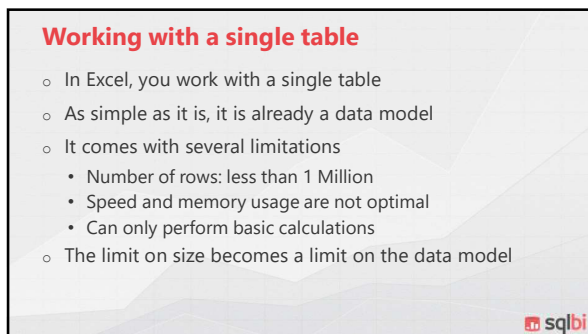 Working with a single table
o In Excel, you work with a single table
o As simple as it is, it is already a data model
o It comes with several limitations
• Number of rows: less than 1 Million
• Speed and memory usage are not optimal
• Can only perform basic calculations
o The limit on size becomes a limit on the data model
sqlbi